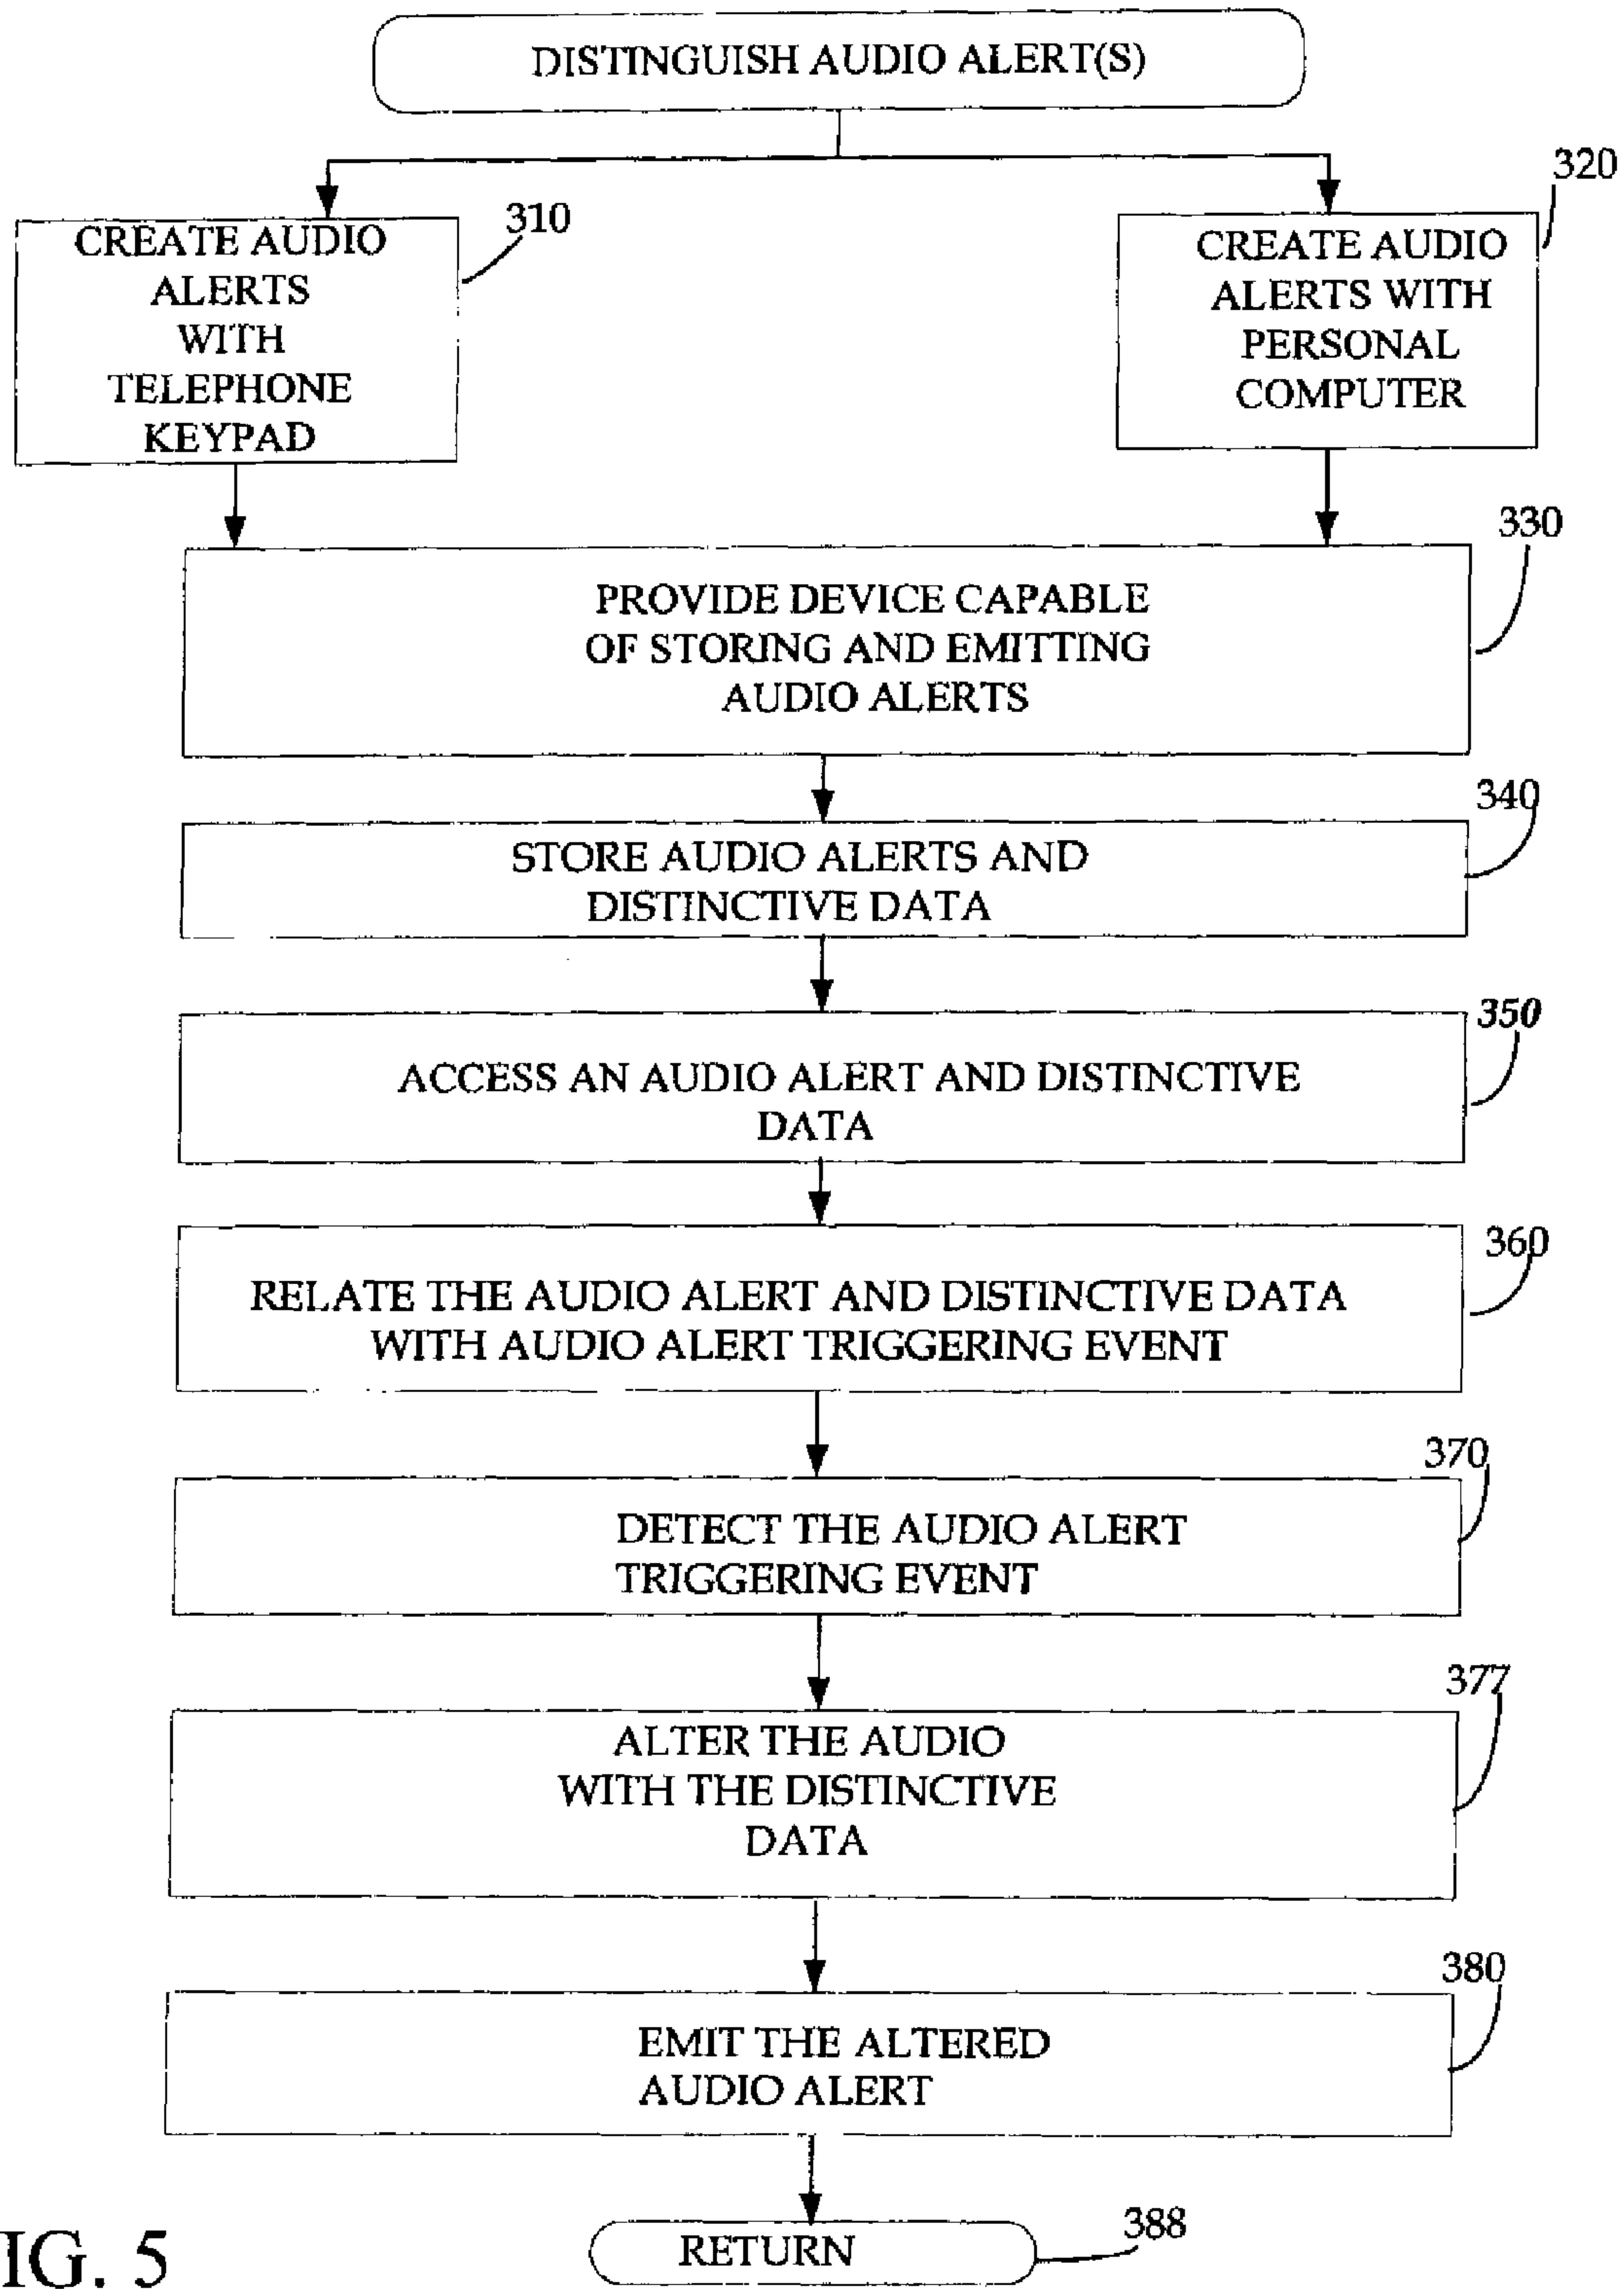 DISTINGUISH AUDIO ALERT(S)
310
320
CREATE AUDIO
ALERTS
WITH
TELEPHONE
KEYPAD
CREATE AUDIO
ALERTS WITH
PERSONAL
COMPUTER
330
PROVIDE DEVICE CAPABLE
OF STORING AND EMITTING
AUDIO ALERTS
340
STORE AUDIO ALERTS AND
DISTINCTIVE DATA
350
ACCESS AN AUDIO ALERT AND DISTINCTIVE
DATA
360
RELATE THE AUDIO ALERT AND DISTINCTIVE DATA
WITH AUDIO ALERT TRIGGERING EVENT
370
DETECT THE AUDIO ALERT
TRIGGERING EVENT
377
ALTER THE AUDIO
WITH THE DISTINCTIVE
DATA
380
EMIT THE ALTERED
AUDIO ALERT
388
RETURN
IG. 5